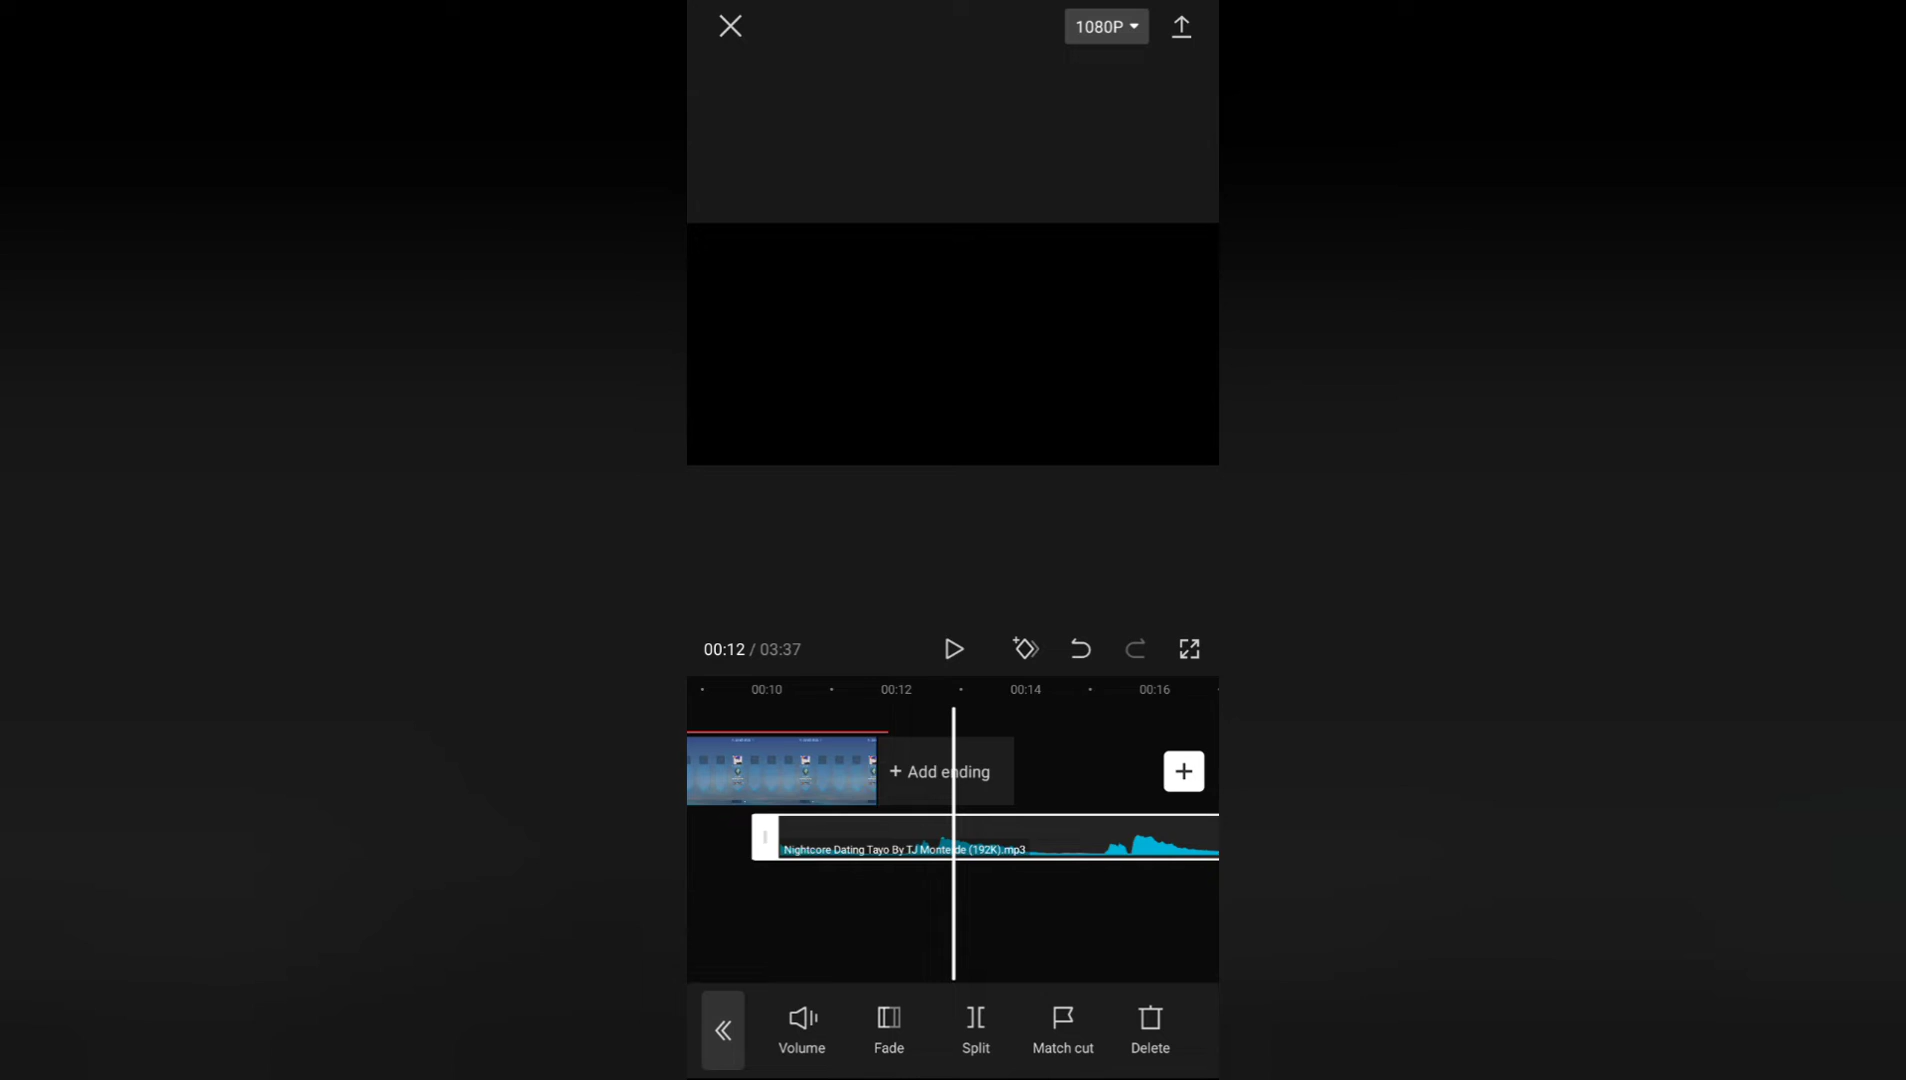 1080P
00:12 / 03:37
00:10 00:12 00:14 00:16
+ Add ending
Nightcore Dating Tayo By TJ Monterde (192K).mp3
Volume Fade Split Match cut Delete